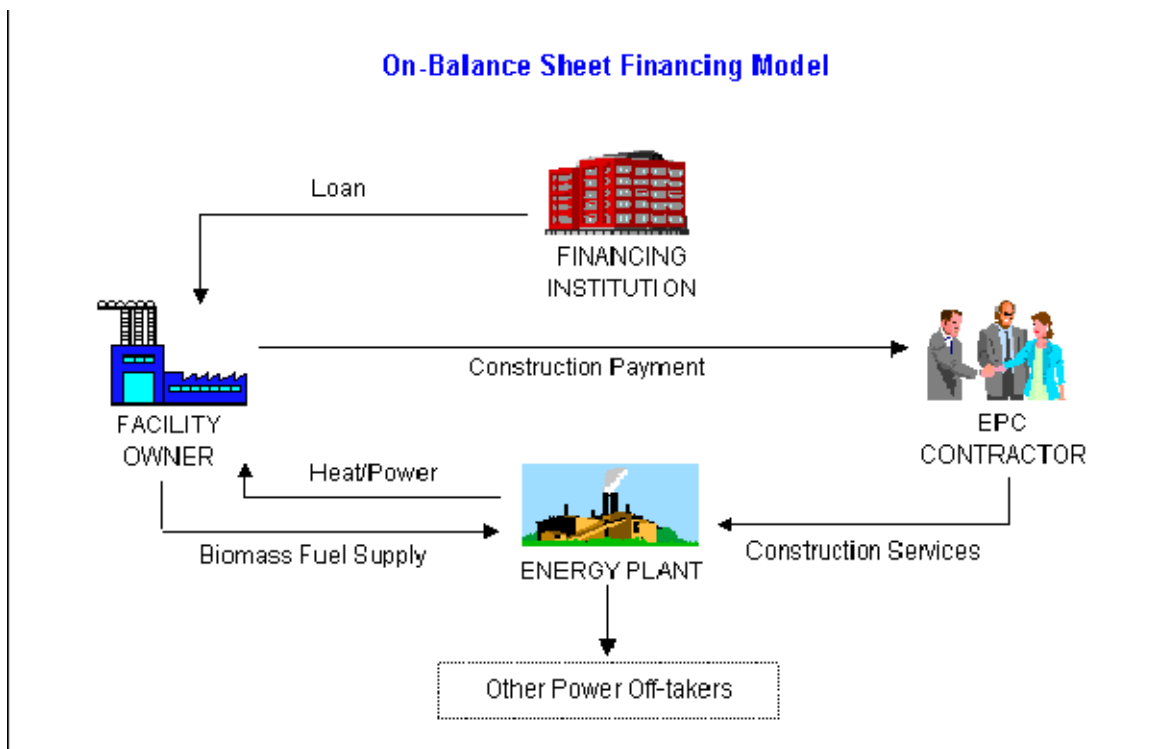 On-Balance Sheet Financing Model
Loan
FINANCING
INSTITUTION
Construction Payment
FACILITY
OWNER
EPC
CONTRACTOR
Heat/Power
Biomass Fuel Supply
ENERGY PLANT
Construction Services
Other Power Off-takers